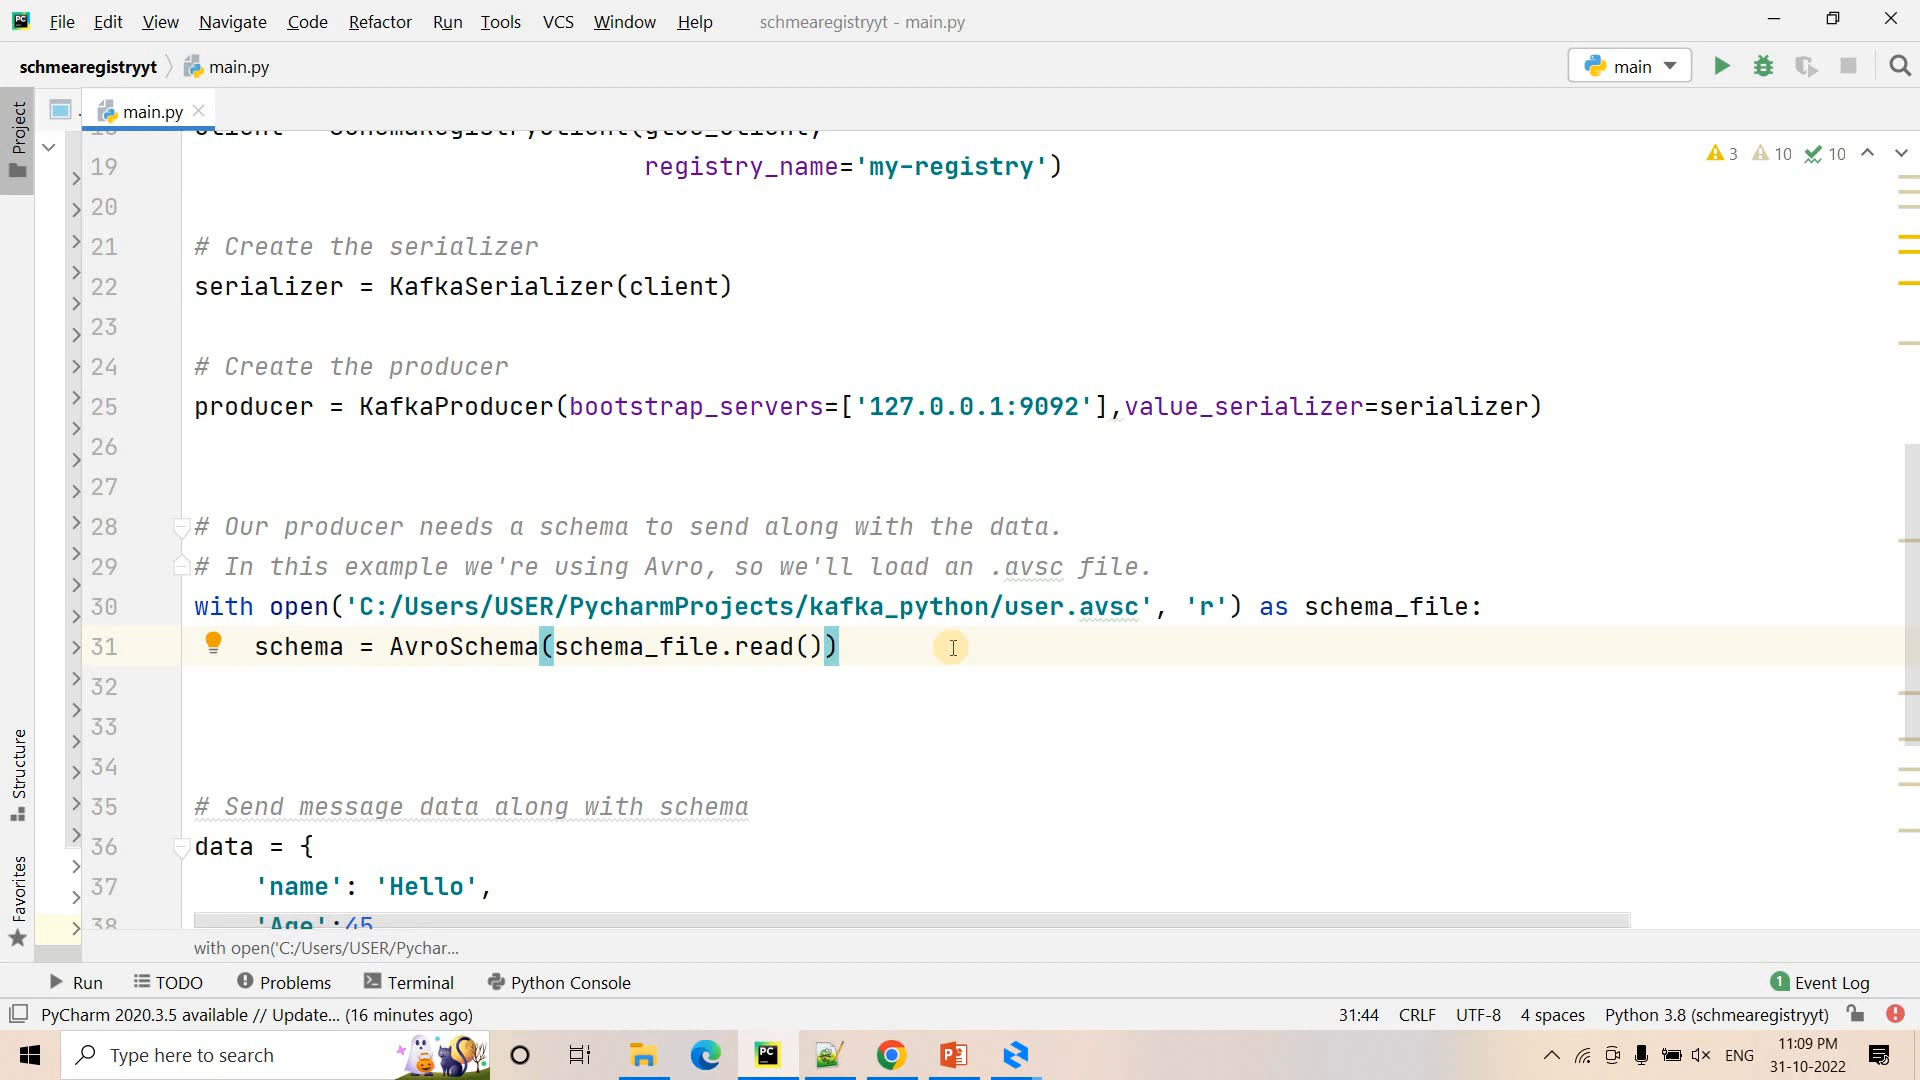 File Edit View Navigate Code Refactor Run Tools VCS Window Help schmearegistryyt - main.py
schmearegistryyt main.py main
Project
main.py
client = SchemaRegistryClient(glue_client,
19 registry_name='my-registry')
3 10 10
20
21 # Create the serializer
22 serializer = KafkaSerializer(client)
23
24 # Create the producer
25 producer = KafkaProducer(bootstrap_servers=['127.0.0.1:9092'],value_serializer=serializer)
26
27
28 # Our producer needs a schema to send along with the data.
29 # In this example we're using Avro, so we'll load an .avsc file.
30 with open('C:/Users/USER/PycharmProjects/kafka_python/user.avsc', 'r') as schema_file:
31 schema = AvroSchema(schema_file.read())
32
33
34
35 # Send message data along with schema
36 data = {
37 'name': 'Hello',
38 'Age':45
Structure
Favorites
with open('C:/Users/USER/Pychar...
Run TODO Problems Terminal Python Console 1 Event Log
PyCharm 2020.3.5 available // Update... (16 minutes ago) 31:44 CRLF UTF-8 4 spaces Python 3.8 (schmearegistryyt)
Type here to search ENG 11:09 PM
31-10-2022